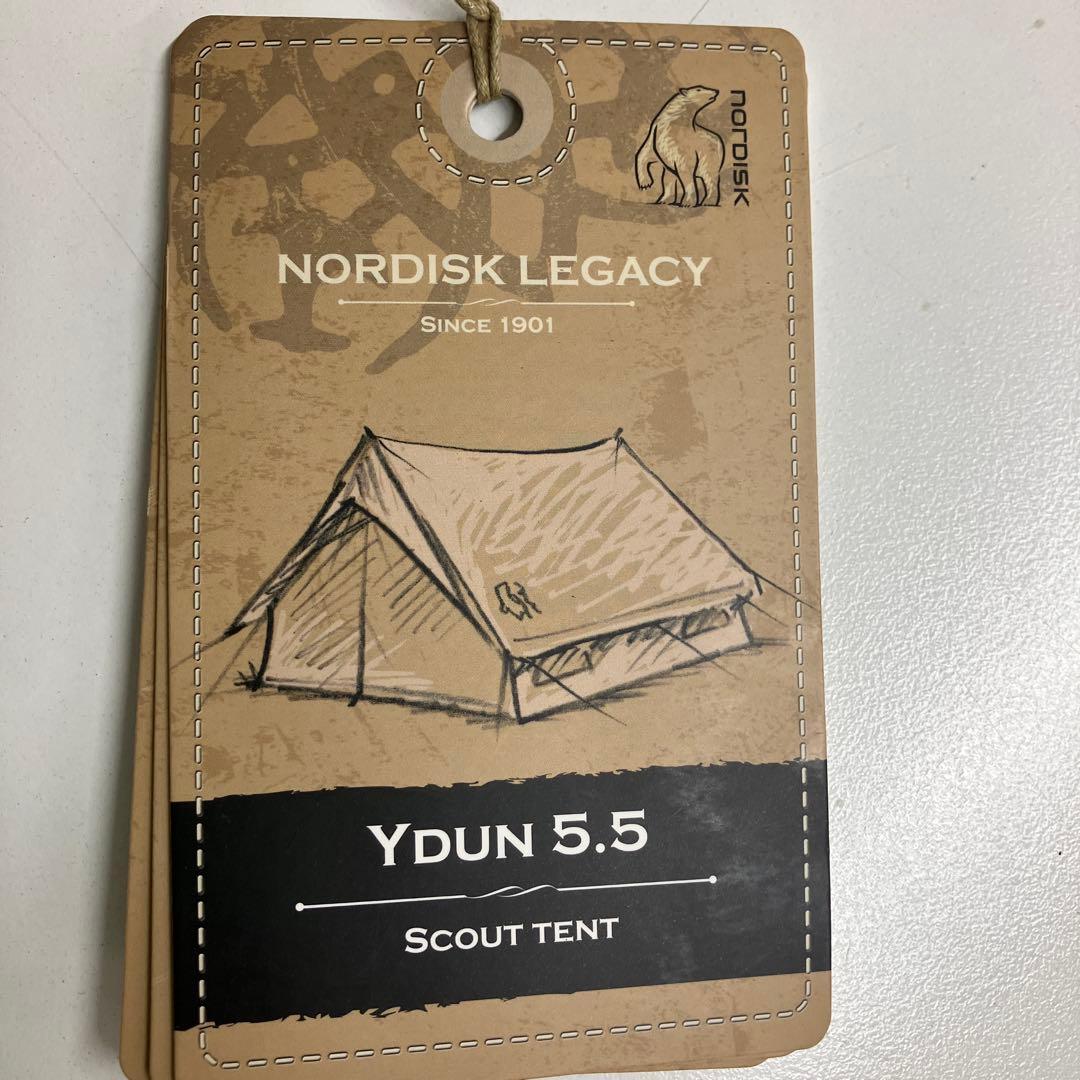 NORDISK
NORDISK LEGACY
SINCE 1901
YDUN 5.5
SCOUT TENT